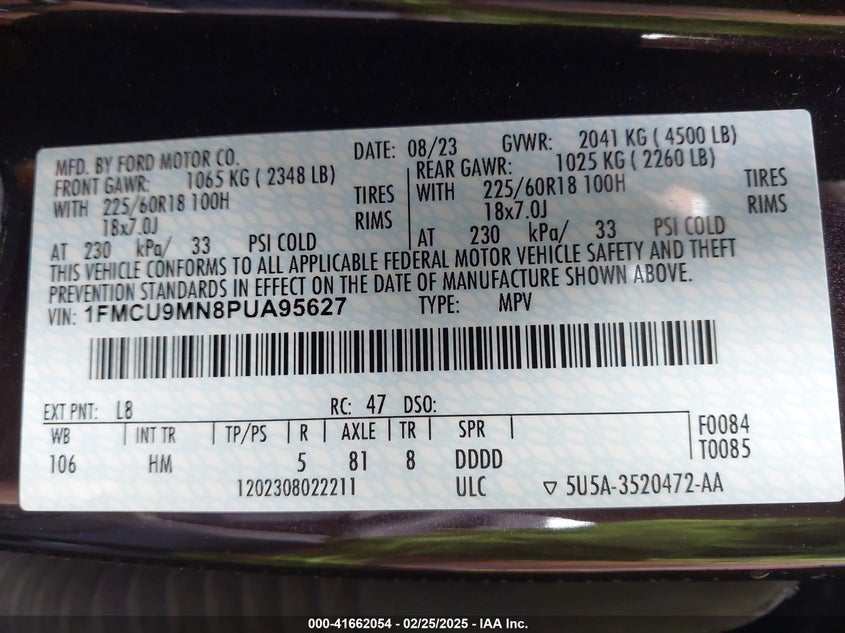 MFD. BY FORD MOTOR CO. DATE: 08/23 GVWR: 2041 KG ( 4500 LB)
FRONT GAWR: 1065 KG ( 2348 LB) REAR GAWR: 1025 KG ( 2260 LB)
WITH 225/60R18 100H TIRES WITH 225/60R18 100H TIRES
18x7.0J RIMS 18x7.0J RIMS
AT 230 kPa/ 33 PSI COLD AT 230 kPa/ 33 PSI COLD
THIS VEHICLE CONFORMS TO ALL APPLICABLE FEDERAL MOTOR VEHICLE SAFETY AND THEFT
PREVENTION STANDARDS IN EFFECT ON THE DATE OF MANUFACTURE SHOWN ABOVE.
VIN: 1FMCU9MN8PUA95627 TYPE: MPV
EXT PNT: L8 RC: 47 DSO:
WB INT TR TP/PS R AXLE TR SPR F0084
106 HM 5 81 8 DDDD T0085
1202308022211 ULC ▽ 5U5A-3520472-AA
000-41662054 - 02/25/2025 - IAA Inc.